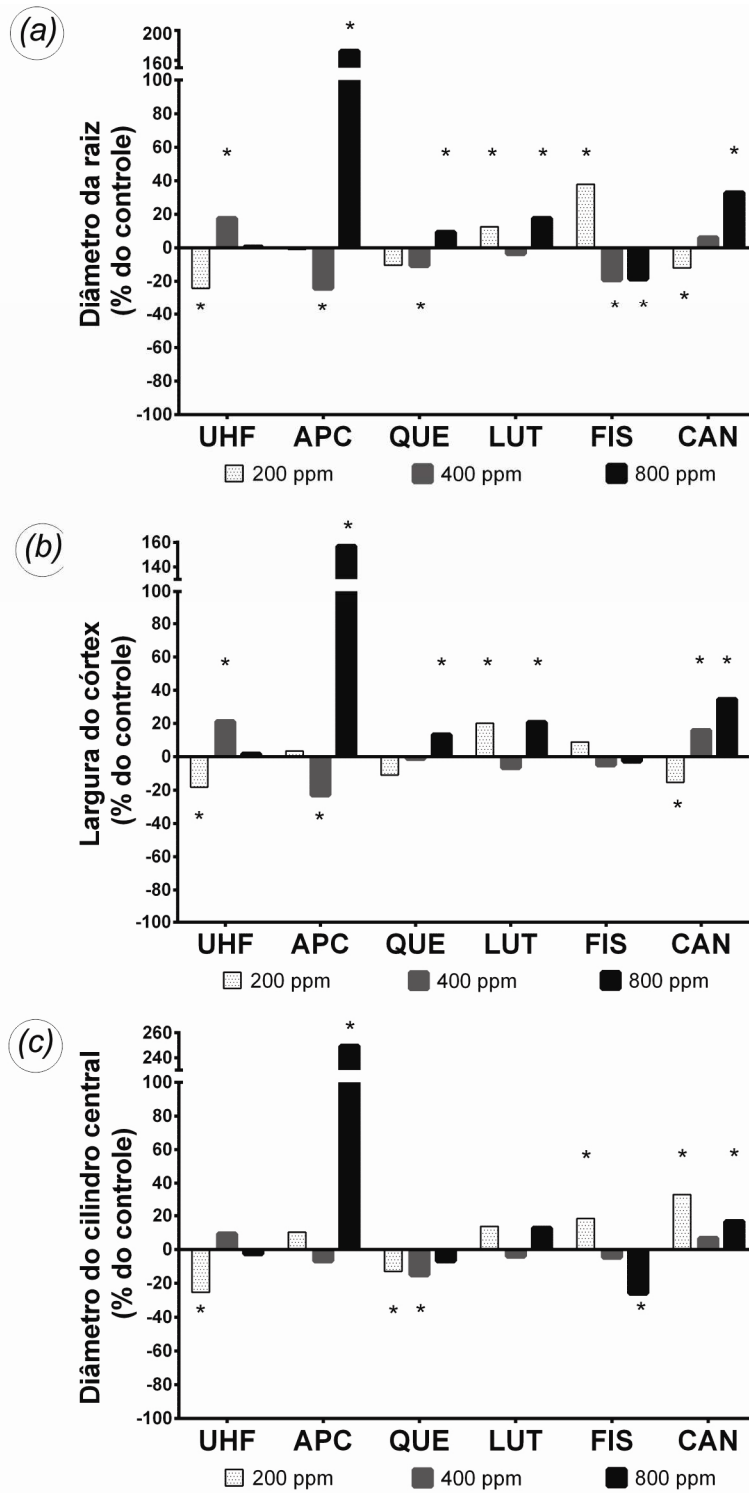 (a)
Diâmetro da raiz
(% do controle)
200
160
100
80
60
40
20
0
-20
-40
-60
-80
-100
* * * * * * * * * * * *
UHF APC QUE LUT FIS CAN
200 ppm 400 ppm 800 ppm
(b)
Largura do córtex
(% do controle)
160
140
100
80
60
40
20
0
-20
-40
-60
-80
-100
* * * * * * * * * *
UHF APC QUE LUT FIS CAN
200 ppm 400 ppm 800 ppm
(c)
Diâmetro do cilindro central
(% do controle)
260
240
100
80
60
40
20
0
-20
-40
-60
-80
-100
* * * * * * * *
UHF APC QUE LUT FIS CAN
200 ppm 400 ppm 800 ppm